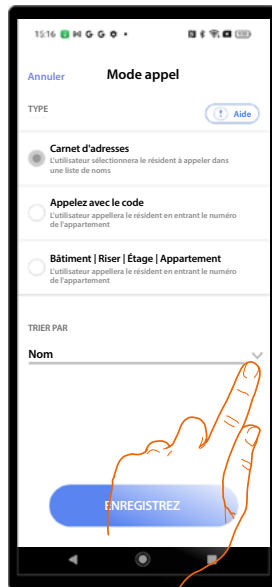 15:16
Annuler
Mode appel
TYPE
Aide
Carnet d'adresses
L'utilisateur sélectionnera le résident à appeler dans
une liste de noms
Appelez avec le code
L'utilisateur appellera le résident en entrant le numéro
de l'appartement
Bâtiment | Riser | Étage | Appartement
L'utilisateur appellera le résident en entrant le numéro
de l'appartement
TRIER PAR
Nom
ENREGISTREZ